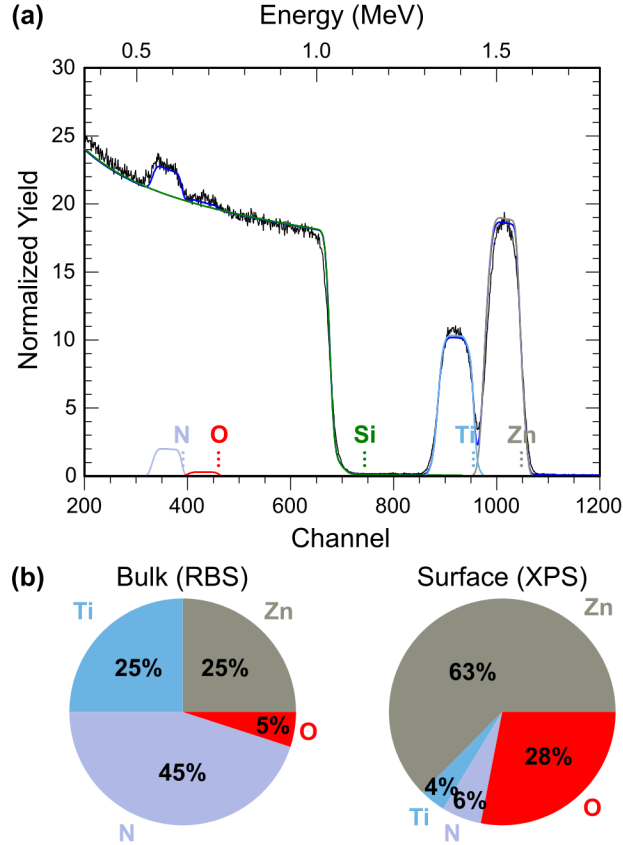 (a)
Energy (MeV)
0.5 1.0 1.5
30
25
20
15
10
5
0
Normalized Yield
N O Si Ti Zn
200 400 600 800 1000 1200
Channel
(b)
Bulk (RBS)
Ti Zn
25% 25%
5% O
45%
N
Surface (XPS)
Zn
63%
28%
4% 6%
Ti N O